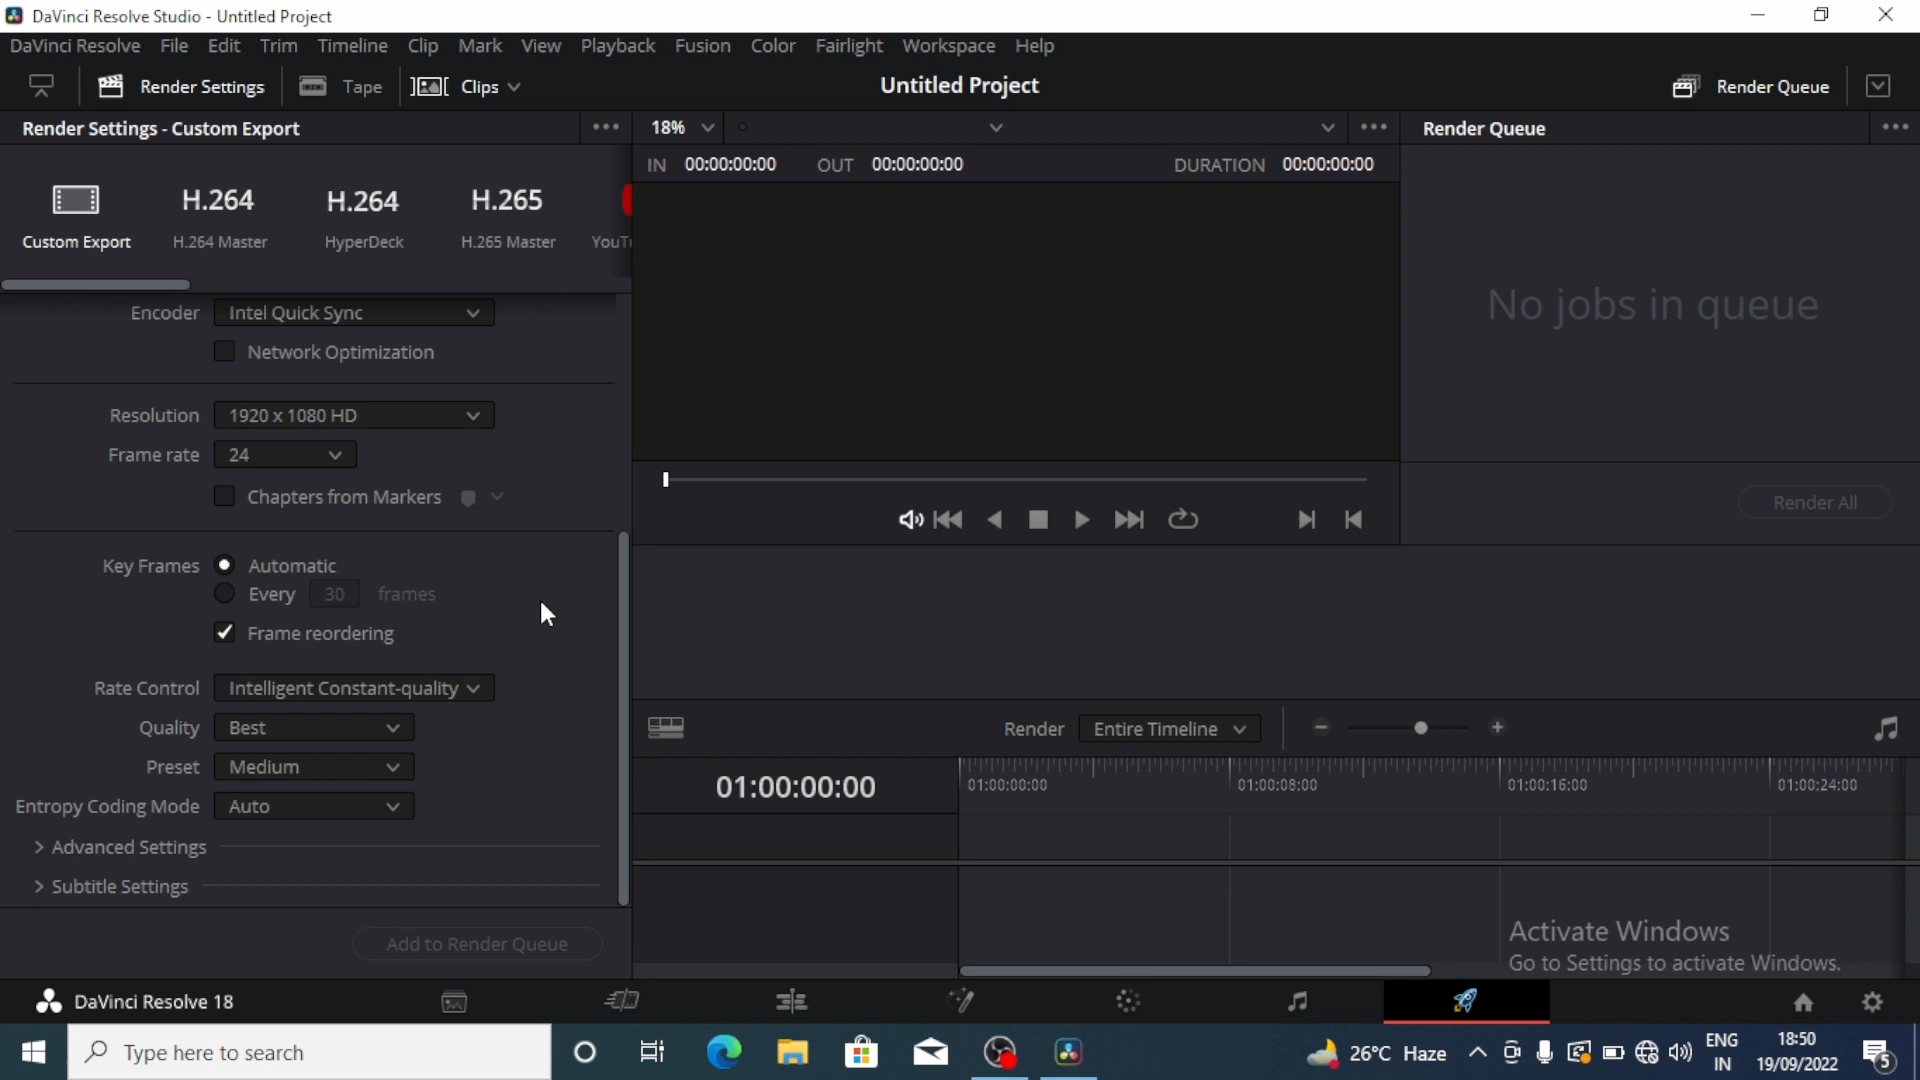 DaVinci Resolve Studio - Untitled Project
DaVinci Resolve File Edit Trim Timeline Clip Mark View Playback Fusion Color Fairlight Workspace Help
Render Settings Tape Clips Untitled Project Render Queue
Render Settings - Custom Export 18% Render Queue
IN 00:00:00:00 OUT 00:00:00:00 DURATION 00:00:00:00
H.264 H.264 H.265
Custom Export H.264 Master HyperDeck H.265 Master YouTu
No jobs in queue
Encoder Intel Quick Sync
Network Optimization
Resolution 1920 x 1080 HD
Frame rate 24
Chapters from Markers
Render All
Key Frames Automatic
Every 30 frames
Frame reordering
Rate Control Intelligent Constant-quality
Quality Best
Render Entire Timeline
Preset Medium
01:00:00:00 01:00:00:00 01:00:08:00 01:00:16:00 01:00:24:00
Entropy Coding Mode Auto
Advanced Settings
Subtitle Settings
Add to Render Queue
Activate Windows
Go to Settings to activate Windows.
DaVinci Resolve 18
Type here to search
26°C Haze
ENG
IN
18:50
19/09/2022
5